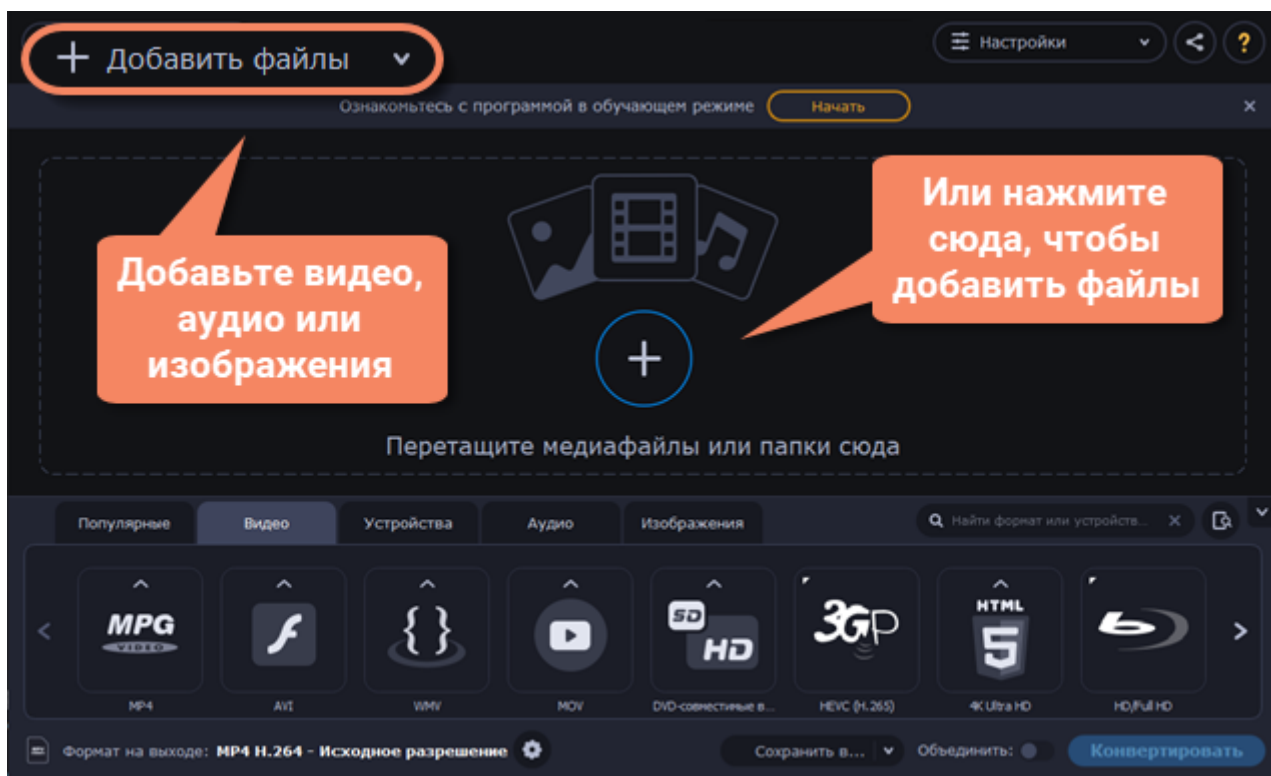 Добавить файлы
Настройки
?
Ознакомьтесь с программой в обучающем режиме
Начать
Или нажмите
сюда, чтобы
добавить файлы
Добавьте видео,
аудио или
изображения
Перетащите медиафайлы или папки сюда
Популярные
Видео
Устройства
Аудио
Изображения
Найти формат или устройств...
MPG
VIDEO
{ }
SD
HD
3GP
HTML
5
MP4
AVI
WMV
MOV
DVD-совместимые в...
HEVC (H.265)
4K Ultra HD
HD/Full HD
Формат на выходе: MP4 H.264 - Исходное разрешение
Сохранить в...
Объединить:
Конвертировать